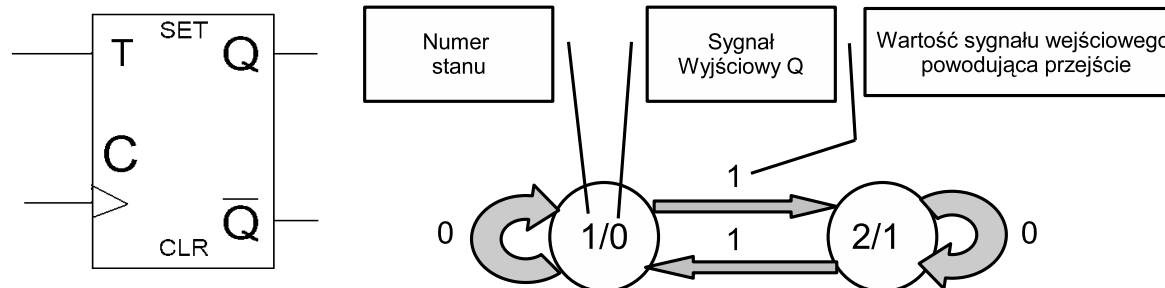 SET
T
Q
C
Q
CLR
Numer
stanu
Sygnał
Wyjściowy Q
Wartość sygnału wejściowego
powodująca przejście
1
0
1/0
1
2/1
0